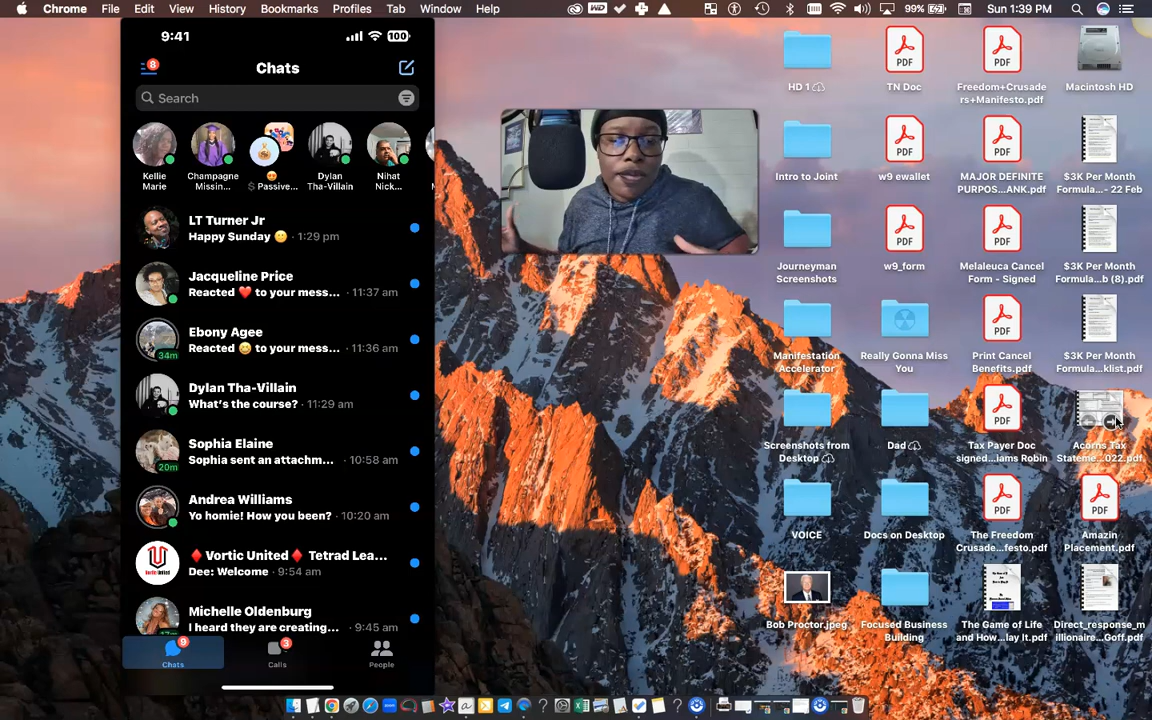 Chrome File Edit View History Bookmarks Profiles Tab Window Help
99% Sun 1:39 PM
9:41
100
8
Chats
Search
Kellie
Marie
Champagne
Missin...
Passive...
Dylan
Tha-Villain
Nihat
Nick...
LT Turner Jr
Happy Sunday 😁 · 1:29 pm
Jacqueline Price
Reacted ❤️ to your mess... · 11:37 am
Ebony Agee
Reacted 😆 to your mess... · 11:36 am
34m
Dylan Tha-Villain
What's the course? · 11:29 am
Sophia Elaine
Sophia sent an attachm... · 10:58 am
20m
Andrea Williams
Yo homie! How you been? · 10:20 am
♦️ Vortic United♦️ Tetrad Lea...
Dee: Welcome · 9:54 am
Michelle Oldenburg
I heard they are creating... · 9:45 am
9
Chats
3
Calls
People
HD 1
TN Doc
Freedom+Crusade
rs+Manifesto.pdf
Macintosh HD
Intro to Joint
w9 ewallet
MAJOR DEFINITE
PURPOS...ANK.pdf
$3K Per Month
Formula...- 22 Feb
Journeyman
Screenshots
w9_form
Melaleuca Cancel
Form - Signed
$3K Per Month
Formula...b (8).pdf
Manifestation
Accelerator
Really Gonna Miss
You
Print Cancel
Benefits.pdf
$3K Per Month
Formula...klist.pdf
Screenshots from
Desktop
Dad
Tax Payer Doc
signed...iams Robin
Acorns Tax
Stateme...022.pdf
VOICE
Docs on Desktop
The Freedom
Crusade...festo.pdf
Amazin
Placement.pdf
Bob Proctor.jpeg
Focused Business
Building
The Game of Life
and How...lay It.pdf
Direct_response_m
illionaire...Goff.pdf
PDF
PDF
PDF
PDF
PDF
PDF
PDF
PDF
PDF
PDF
PDF